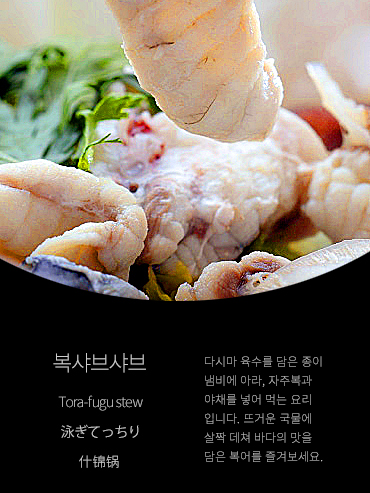 복샤브샤브
Tora-fugu stew
泳ぎてっちり
什锦锅
다시마 육수를 담은 종이
냄비에 아라, 자주복과
야채를 넣어 먹는 요리
입니다. 뜨거운 국물에
살짝 데쳐 바다의 맛을
담은 복어를 즐겨보세요.